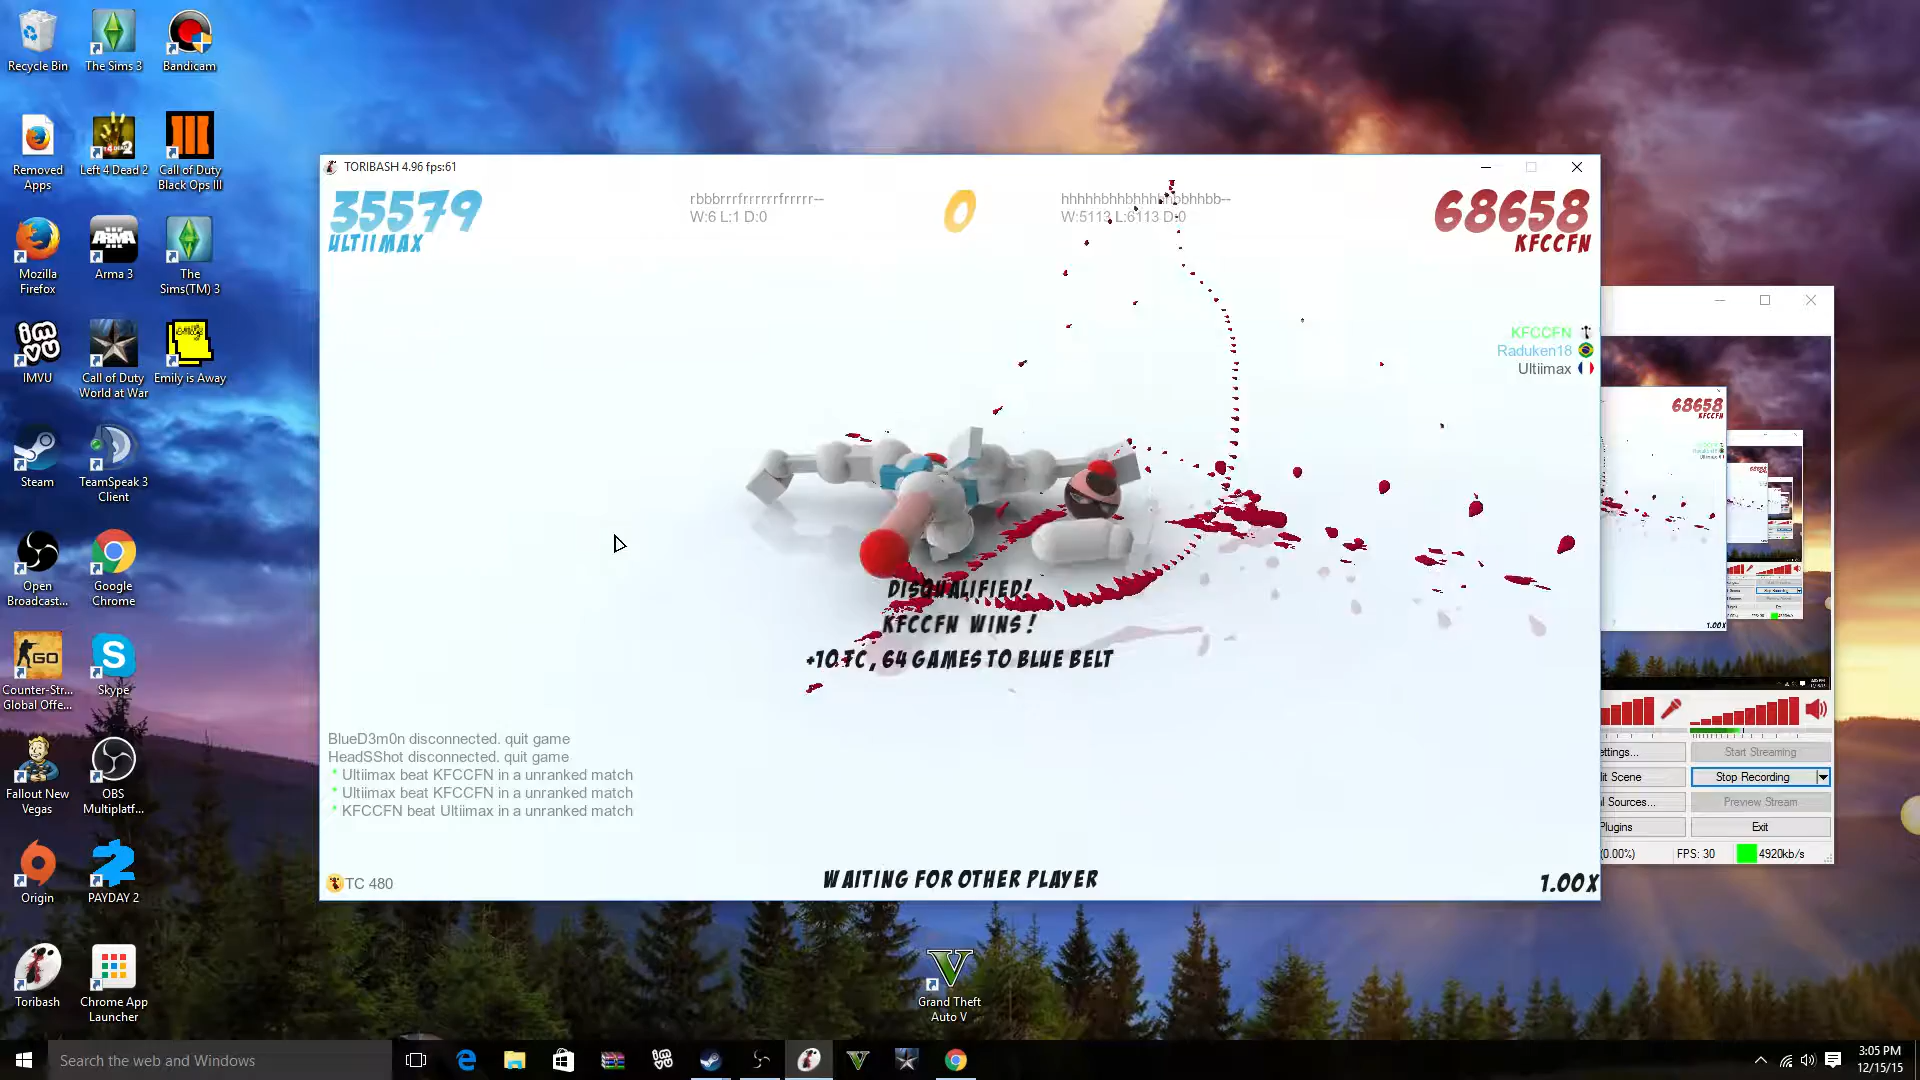 Recycle Bin
The Sims 3
Bandicam
Removed
Apps
Left 4 Dead 2
Call of Duty
Black Ops III
Mozilla
Firefox
Arma 3
The
Sims(TM) 3
IMVU
Call of Duty
World at War
Emily is Away
Steam
TeamSpeak 3
Client
Open
Broadcast...
Google
Chrome
Counter-Str...
Global Offe...
Skype
Fallout New
Vegas
OBS
Multiplatf...
Origin
PAYDAY 2
Toribash
Chrome App
Launcher
Grand Theft
Auto V
TORIBASH 4.96 fps:61
35579
ULTIIMAX
rbbbrrrfrrrrrrfrrrrr--
W:6 L:1 D:0
0
W:5113 L:6113 D:0
68658
KFCCFN
KFCCFN
Raduken18
Ultiimax
DISQUALIFIED!
KFCCFN WINS!
+10 TC, 64 GAMES TO BLUE BELT
BlueD3m0n disconnected. quit game
HeadSShot disconnected. quit game
* Ultiimax beat KFCCFN in a unranked match
* Ultiimax beat KFCCFN in a unranked match
* KFCCFN beat Ultiimax in a unranked match
TC 480
WAITING FOR OTHER PLAYER
1.00X
68658
KFCCFN
1.00X
ettings...
Start Streaming
lit Scene
Stop Recording
l Sources...
Preview Stream
Plugins
Exit
(0.00%)
FPS: 30
4920kb/s
Search the web and Windows
3:05 PM
12/15/15